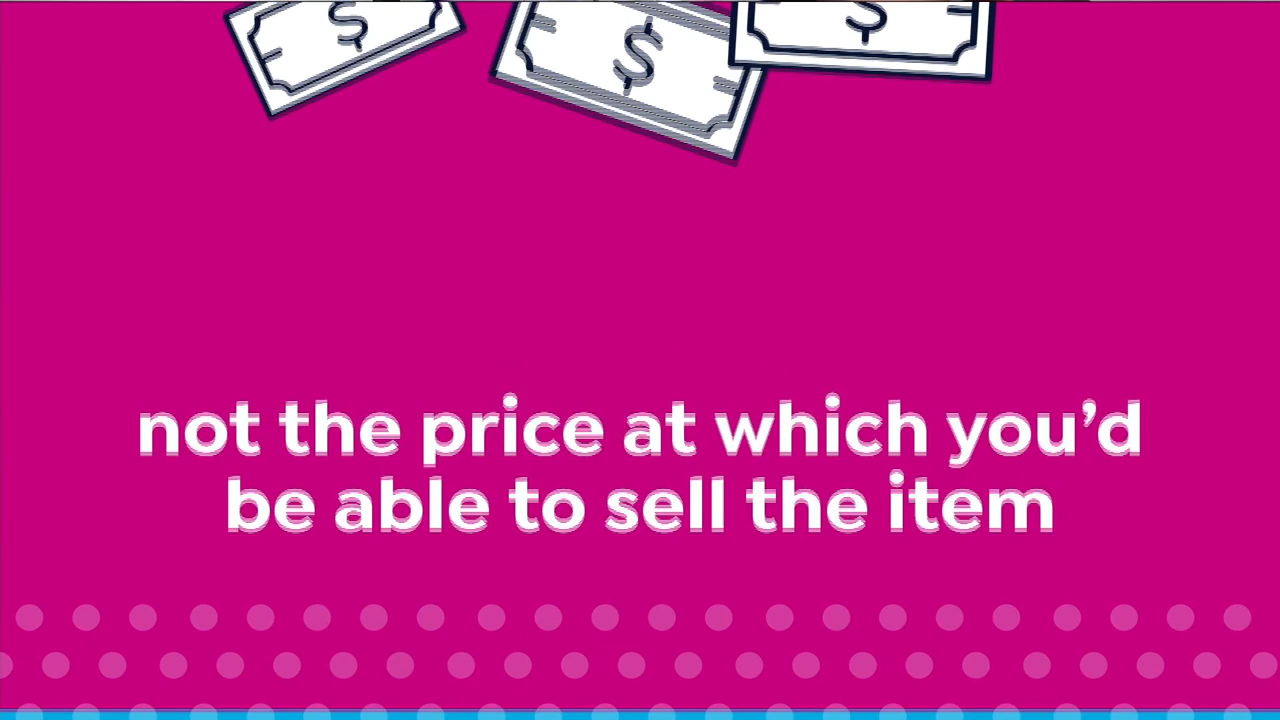 $ $ $
not the price at which you’d
be able to sell the item